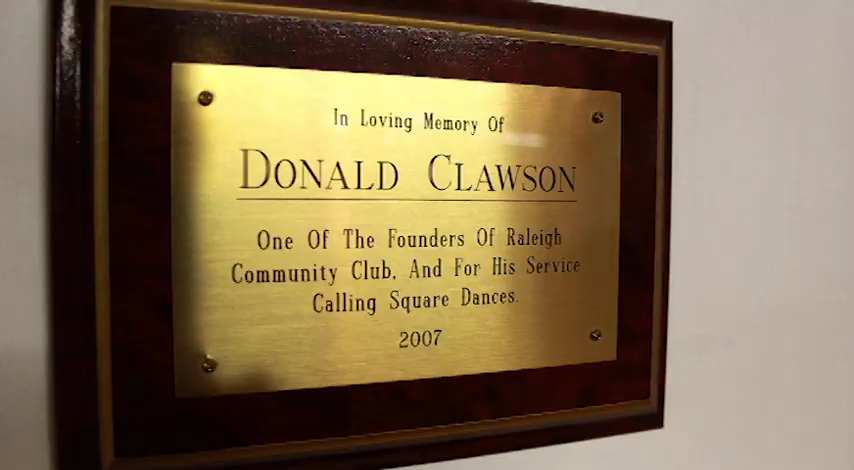 In Loving Memory Of
DONALD CLAWSON
One Of The Founders Of Raleigh
Community Club, And For His Service
Calling Square Dances.
2007